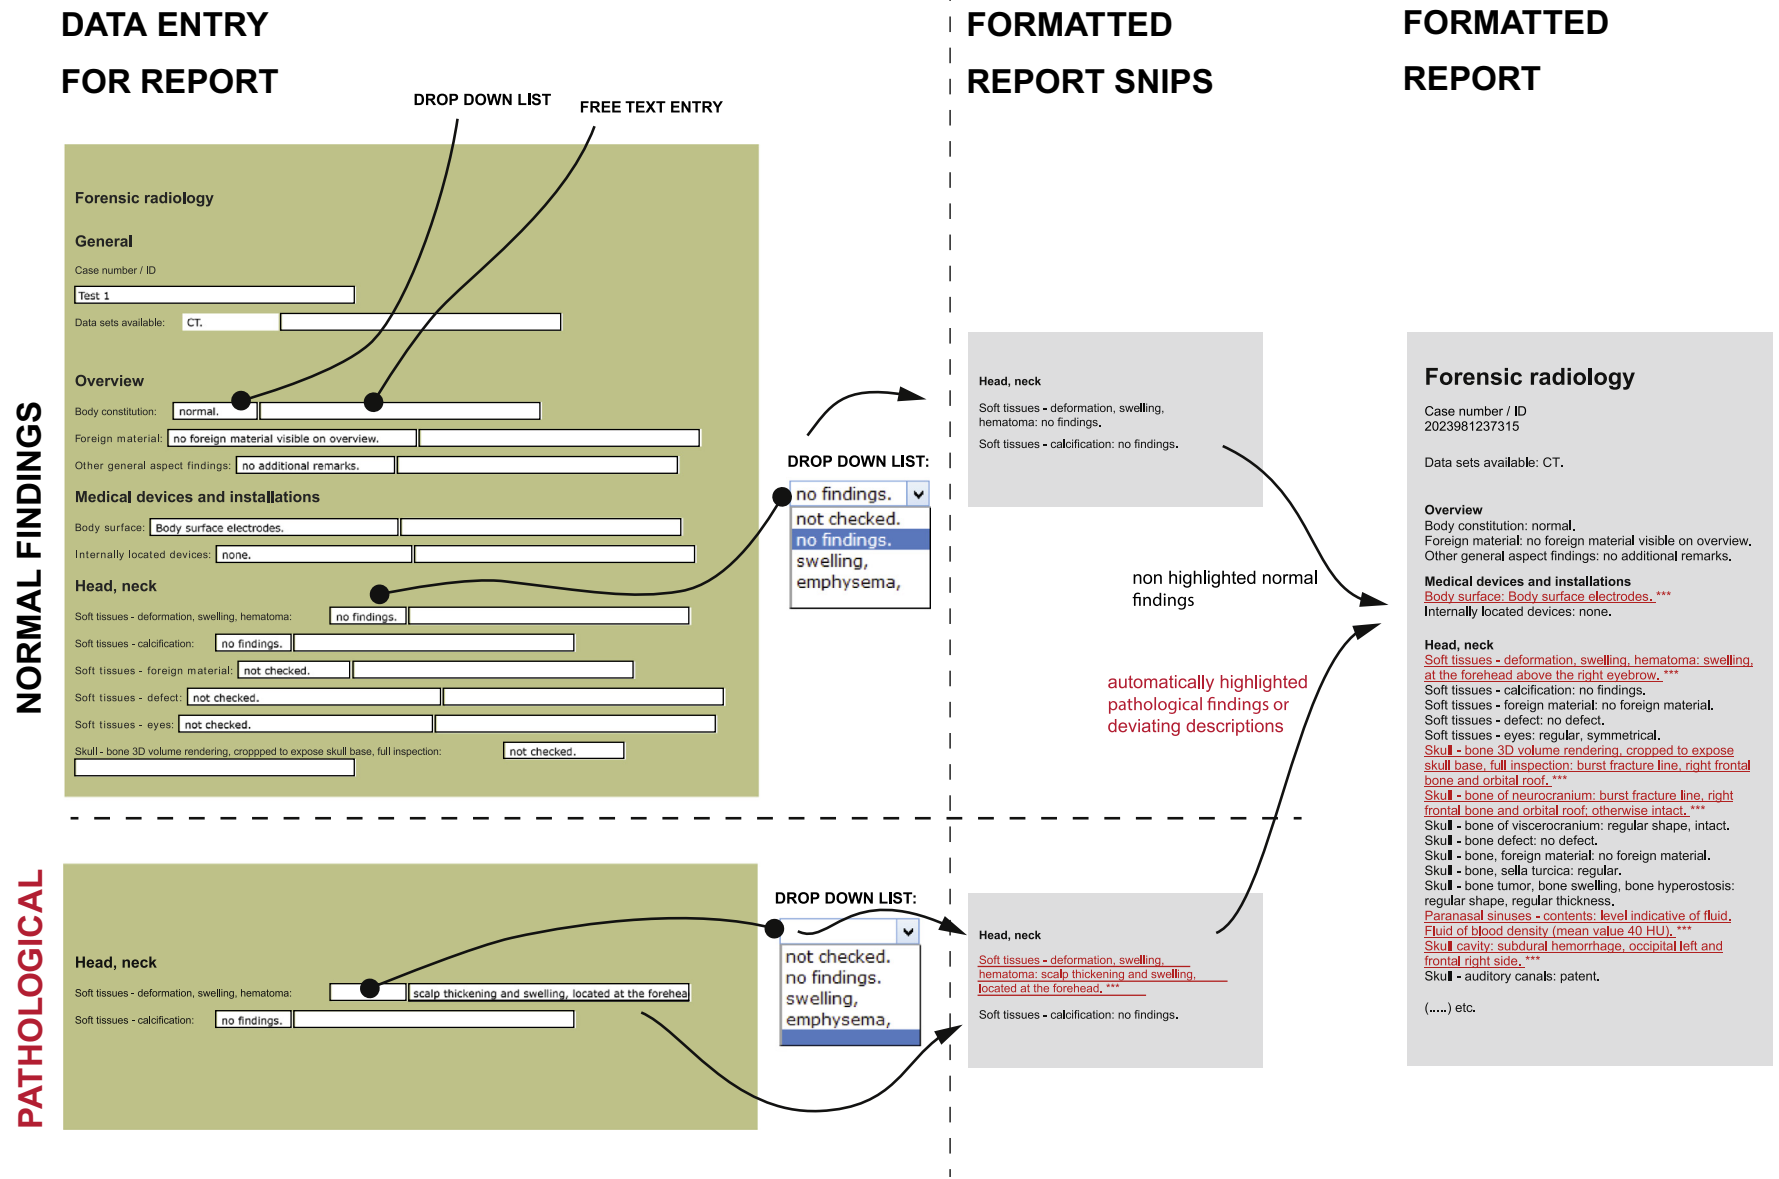 DATA ENTRY
FOR REPORT
FORMATTED
REPORT SNIPS
FORMATTED
REPORT
DROP DOWN LIST
FREE TEXT ENTRY
NORMAL FINDINGS
Forensic radiology
General
Case number / ID
Test 1
Data sets available: CT.
Overview
Body constitution: normal.
Foreign material: no foreign material visible on overview.
Other general aspect findings: no additional remarks.
Medical devices and installations
Body surface: Body surface electrodes.
Internally located devices: none.
Head, neck
Soft tissues - deformation, swelling, hematoma: no findings.
Soft tissues - calcification: no findings.
Soft tissues - foreign material: not checked.
Soft tissues - defect: not checked.
Soft tissues - eyes: not checked.
Skull - bone 3D volume rendering, croppped to expose skull base, full inspection: not checked.
DROP DOWN LIST:
no findings.
not checked.
no findings.
swelling,
emphysema,
Head, neck
Soft tissues - deformation, swelling,
hematoma: no findings.
Soft tissues - calcification: no findings.
non highlighted normal
findings
automatically highlighted
pathological findings or
deviating descriptions
PATHOLOGICAL
Head, neck
Soft tissues - deformation, swelling, hematoma: scalp thickening and swelling, located at the forehea
Soft tissues - calcification: no findings.
DROP DOWN LIST:
not checked.
no findings.
swelling,
emphysema,
Head, neck
Soft tissues - deformation, swelling,
hematoma: scalp thickening and swelling,
located at the forehead. ***
Soft tissues - calcification: no findings.
Forensic radiology
Case number / ID
2023981237315
Data sets available: CT.
Overview
Body constitution: normal.
Foreign material: no foreign material visible on overview.
Other general aspect findings: no additional remarks.
Medical devices and installations
Body surface: Body surface electrodes. ***
Internally located devices: none.
Head, neck
Soft tissues - deformation, swelling, hematoma: swelling,
at the forehead above the right eyebrow. ***
Soft tissues - calcification: no findings.
Soft tissues - foreign material: no foreign material.
Soft tissues - defect: no defect.
Soft tissues - eyes: regular, symmetrical.
Skull - bone 3D volume rendering, cropped to expose
skull base, full inspection: burst fracture line, right frontal
bone and orbital roof. ***
Skull - bone of neurocranium: burst fracture line, right
frontal bone and orbital roof; otherwise intact. ***
Skull - bone of viscerocranium: regular shape, intact.
Skull - bone defect: no defect.
Skull - bone, foreign material: no foreign material.
Skull - bone, sella turcica: regular.
Skull - bone tumor, bone swelling, bone hyperostosis:
regular shape, regular thickness.
Paranasal sinuses - contents: level indicative of fluid.
Fluid of blood density (mean value 40 HU). ***
Skull cavity: subdural hemorrhage, occipital left and
frontal right side. ***
Skull - auditory canals: patent.
(.....) etc.